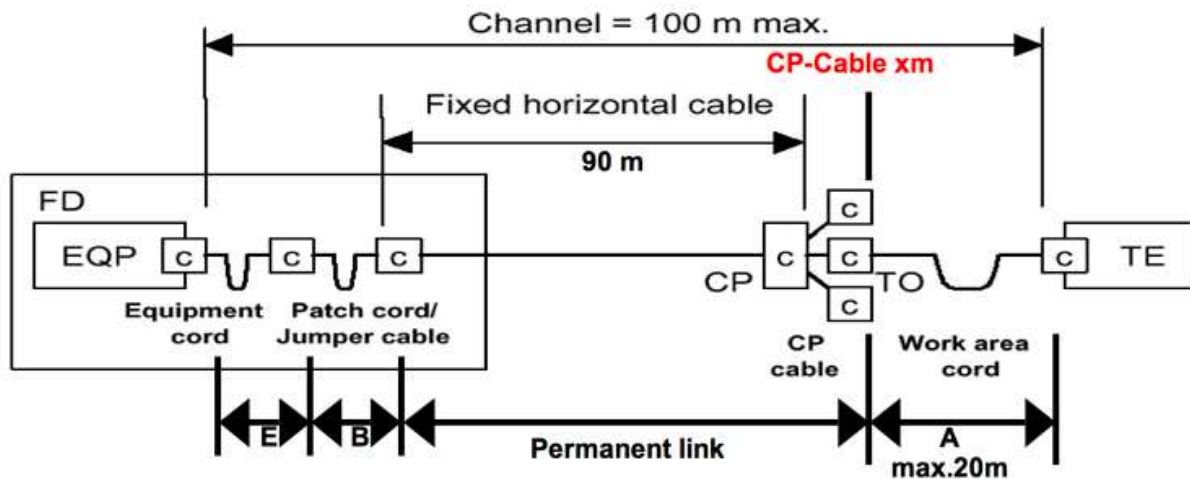 Channel = 100 m max.
CP-Cable xm
Fixed horizontal cable
90 m
FD
EQP
C
C
C
CP
C
C
C
C
TO
C
TE
Equipment
cord
Patch cord/
Jumper cable
CP
cable
Work area
cord
E
B
Permanent link
A
max.20m